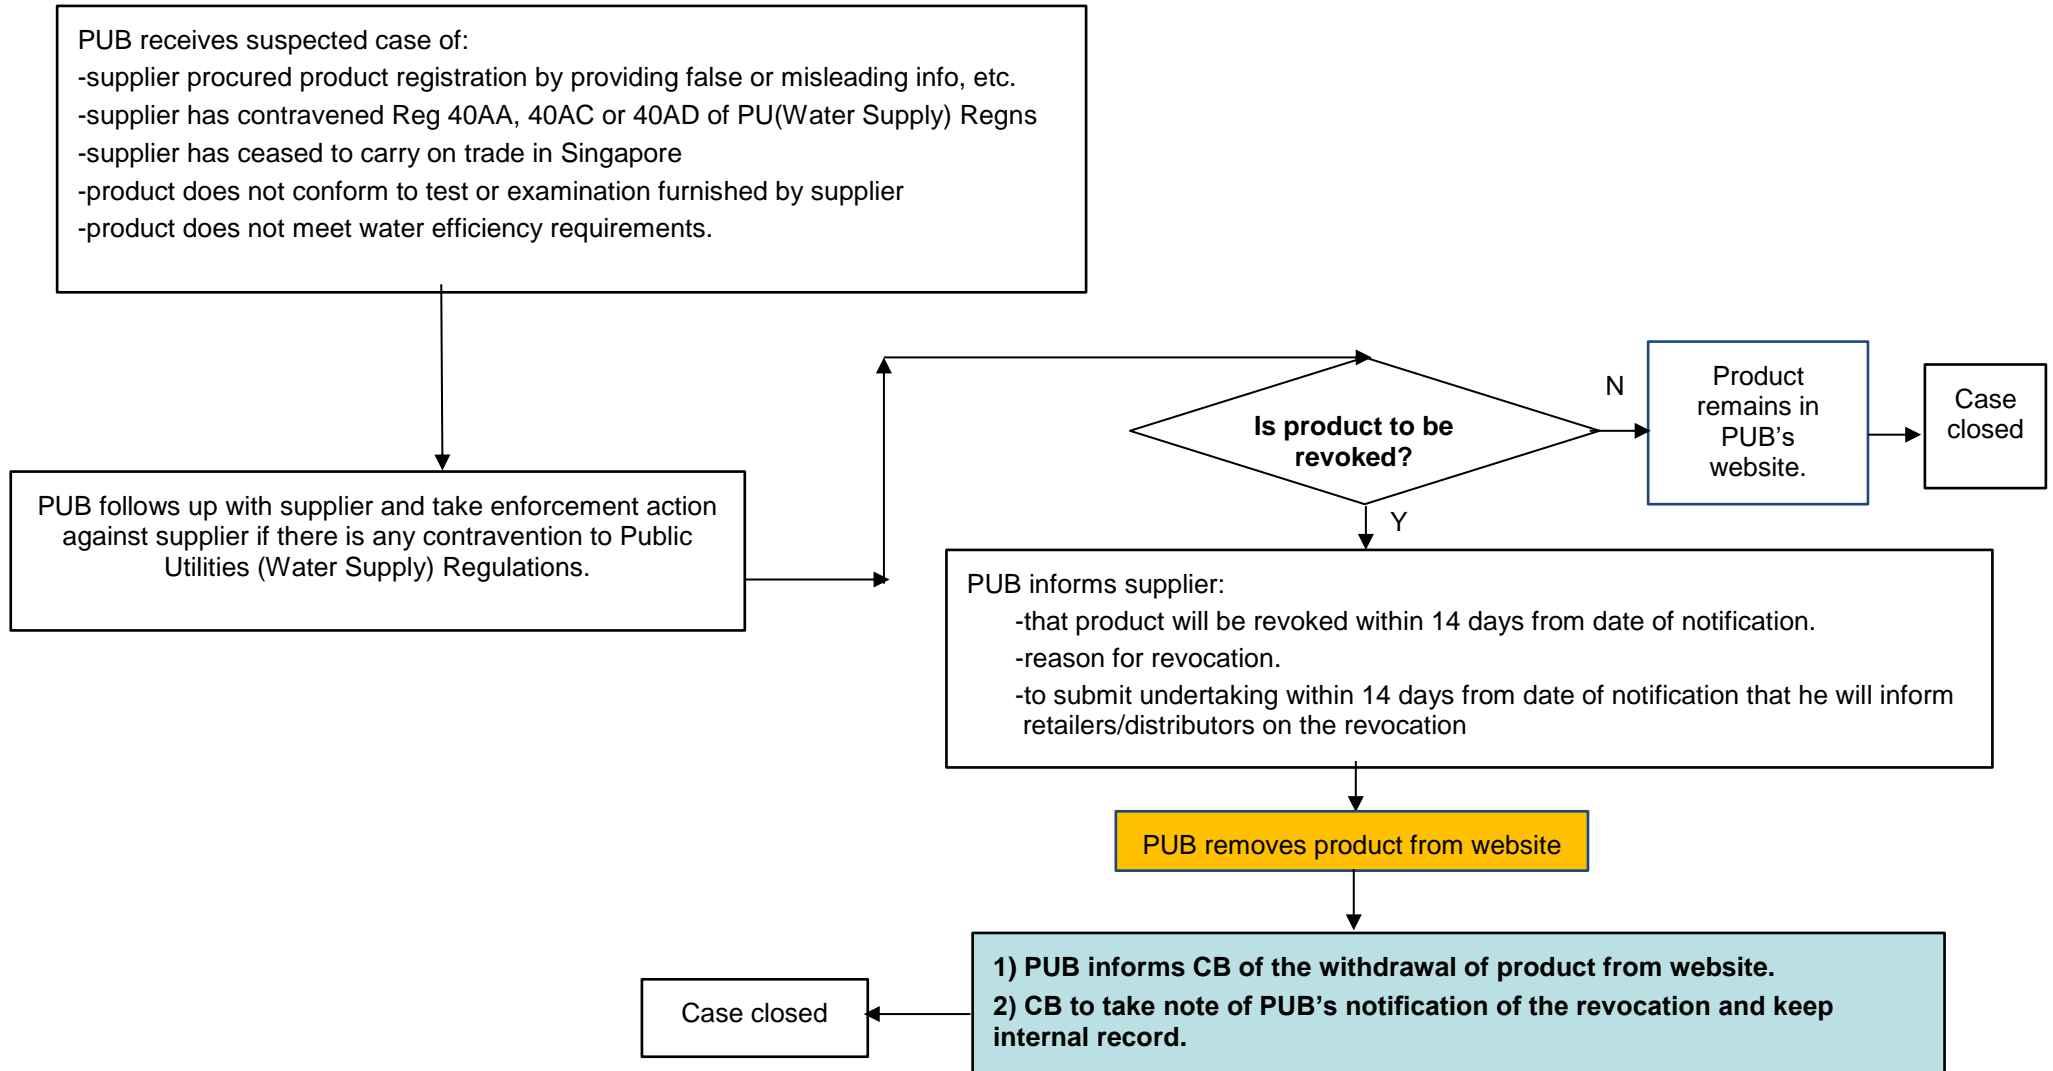 PUB receives suspected case of:
-supplier procured product registration by providing false or misleading info, etc.
-supplier has contravened Reg 40AA, 40AC or 40AD of PU(Water Supply) Regns
-supplier has ceased to carry on trade in Singapore
-product does not conform to test or examination furnished by supplier
-product does not meet water efficiency requirements.
PUB follows up with supplier and take enforcement action
against supplier if there is any contravention to Public
Utilities (Water Supply) Regulations.
Is product to be
revoked?
N
Product
remains in
PUB’s
website.
Case
closed
Y
PUB informs supplier:
-that product will be revoked within 14 days from date of notification.
-reason for revocation.
-to submit undertaking within 14 days from date of notification that he will inform
retailers/distributors on the revocation
PUB removes product from website
1) PUB informs CB of the withdrawal of product from website.
2) CB to take note of PUB’s notification of the revocation and keep
internal record.
Case closed